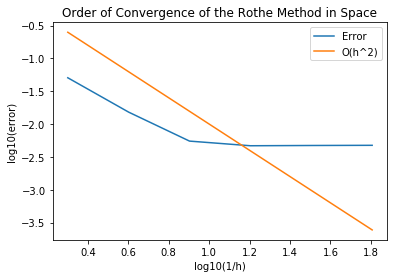 Order of Convergence of the Rothe Method in Space
Error
O(h^2)
log10(error)
−0.5
−1.0
−1.5
−2.0
−2.5
−3.0
−3.5
0.4 0.6 0.8 1.0 1.2 1.4 1.6 1.8
log10(1/h)